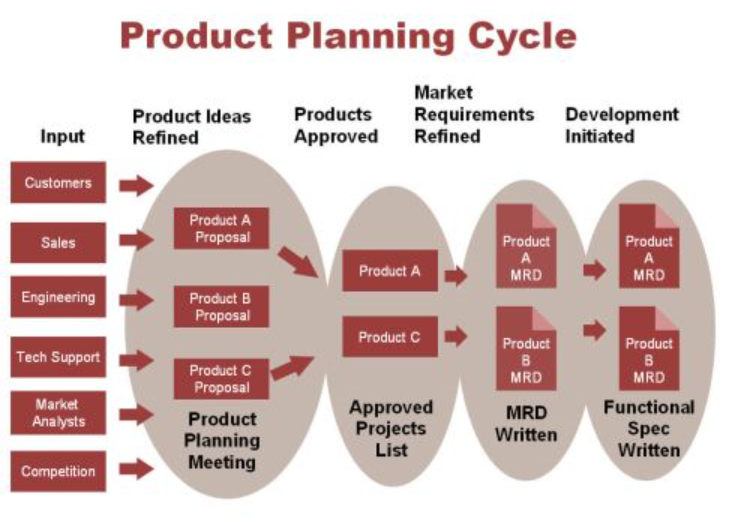 Product Planning Cycle
Input
Product Ideas
Refined
Products
Approved
Market
Requirements
Refined
Development
Initiated
Customers
Sales
Engineering
Tech Support
Market
Analysts
Competition
Product A
Proposal
Product B
Proposal
Product C
Proposal
Product
Planning
Meeting
Product A
Product C
Approved
Projects
List
Product
A
MRD
Product
B
MRD
MRD
Written
Product
A
MRD
Product
B
MRD
Functional
Spec
Written